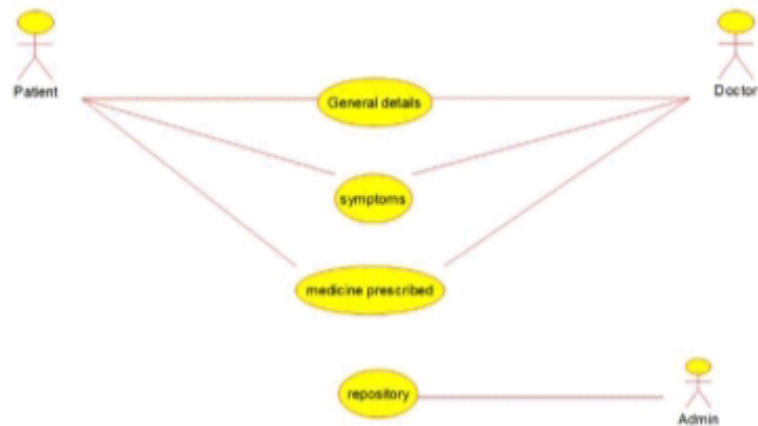 Patient
Doctor
General details
symptoms
medicine prescribed
repository
Admin